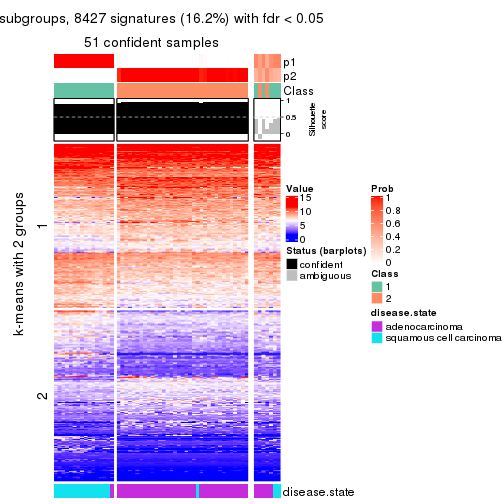 subgroups, 8427 signatures (16.2%) with fdr < 0.05
51 confident samples
p1
p2
Class
1
0.5
0
Silhouette
score
k-means with 2 groups
1
2
disease.state
Value
15
10
5
0
Status (barplots)
confident
ambiguous
Prob
1
0.8
0.6
0.4
0.2
0
Class
1
2
disease.state
adenocarcinoma
squamous cell carcinoma